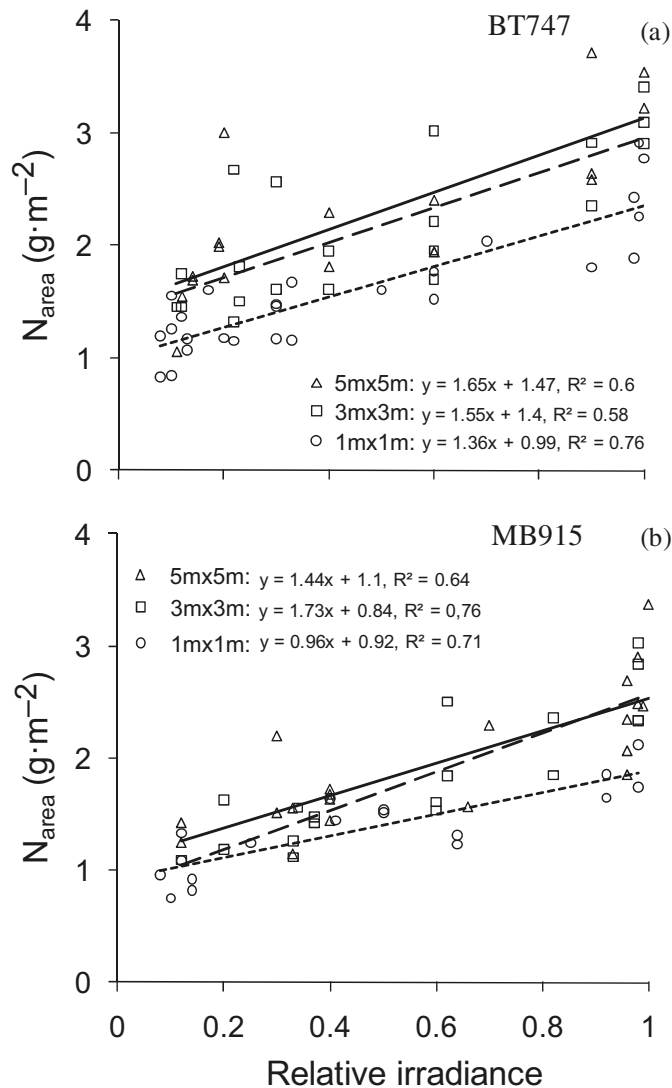 BT747 (a)
4
3
2
1
0
N_area (g·m⁻²)
5mx5m: y = 1.65x + 1.47, R² = 0.6
3mx3m: y = 1.55x + 1.4, R² = 0.58
1mx1m: y = 1.36x + 0.99, R² = 0.76
MB915 (b)
4
3
2
1
0
N_area (g·m⁻²)
5mx5m: y = 1.44x + 1.1, R² = 0.64
3mx3m: y = 1.73x + 0.84, R² = 0,76
1mx1m: y = 0.96x + 0.92, R² = 0.71
0 0.2 0.4 0.6 0.8 1
Relative irradiance